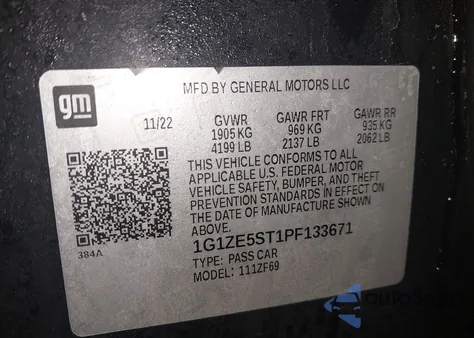 gm
MFD BY GENERAL MOTORS LLC
11/22
GVWR GAWR FRT GAWR RR
1905 KG 969 KG 935 KG
4199 LB 2137 LB 2062 LB
THIS VEHICLE CONFORMS TO ALL
APPLICABLE U.S. FEDERAL MOTOR
VEHICLE SAFETY, BUMPER, AND THEFT
PREVENTION STANDARDS IN EFFECT ON
THE DATE OF MANUFACTURE SHOWN
ABOVE.
1G1ZE5ST1PF133671
TYPE: PASS CAR
MODEL: 111ZF69
384A